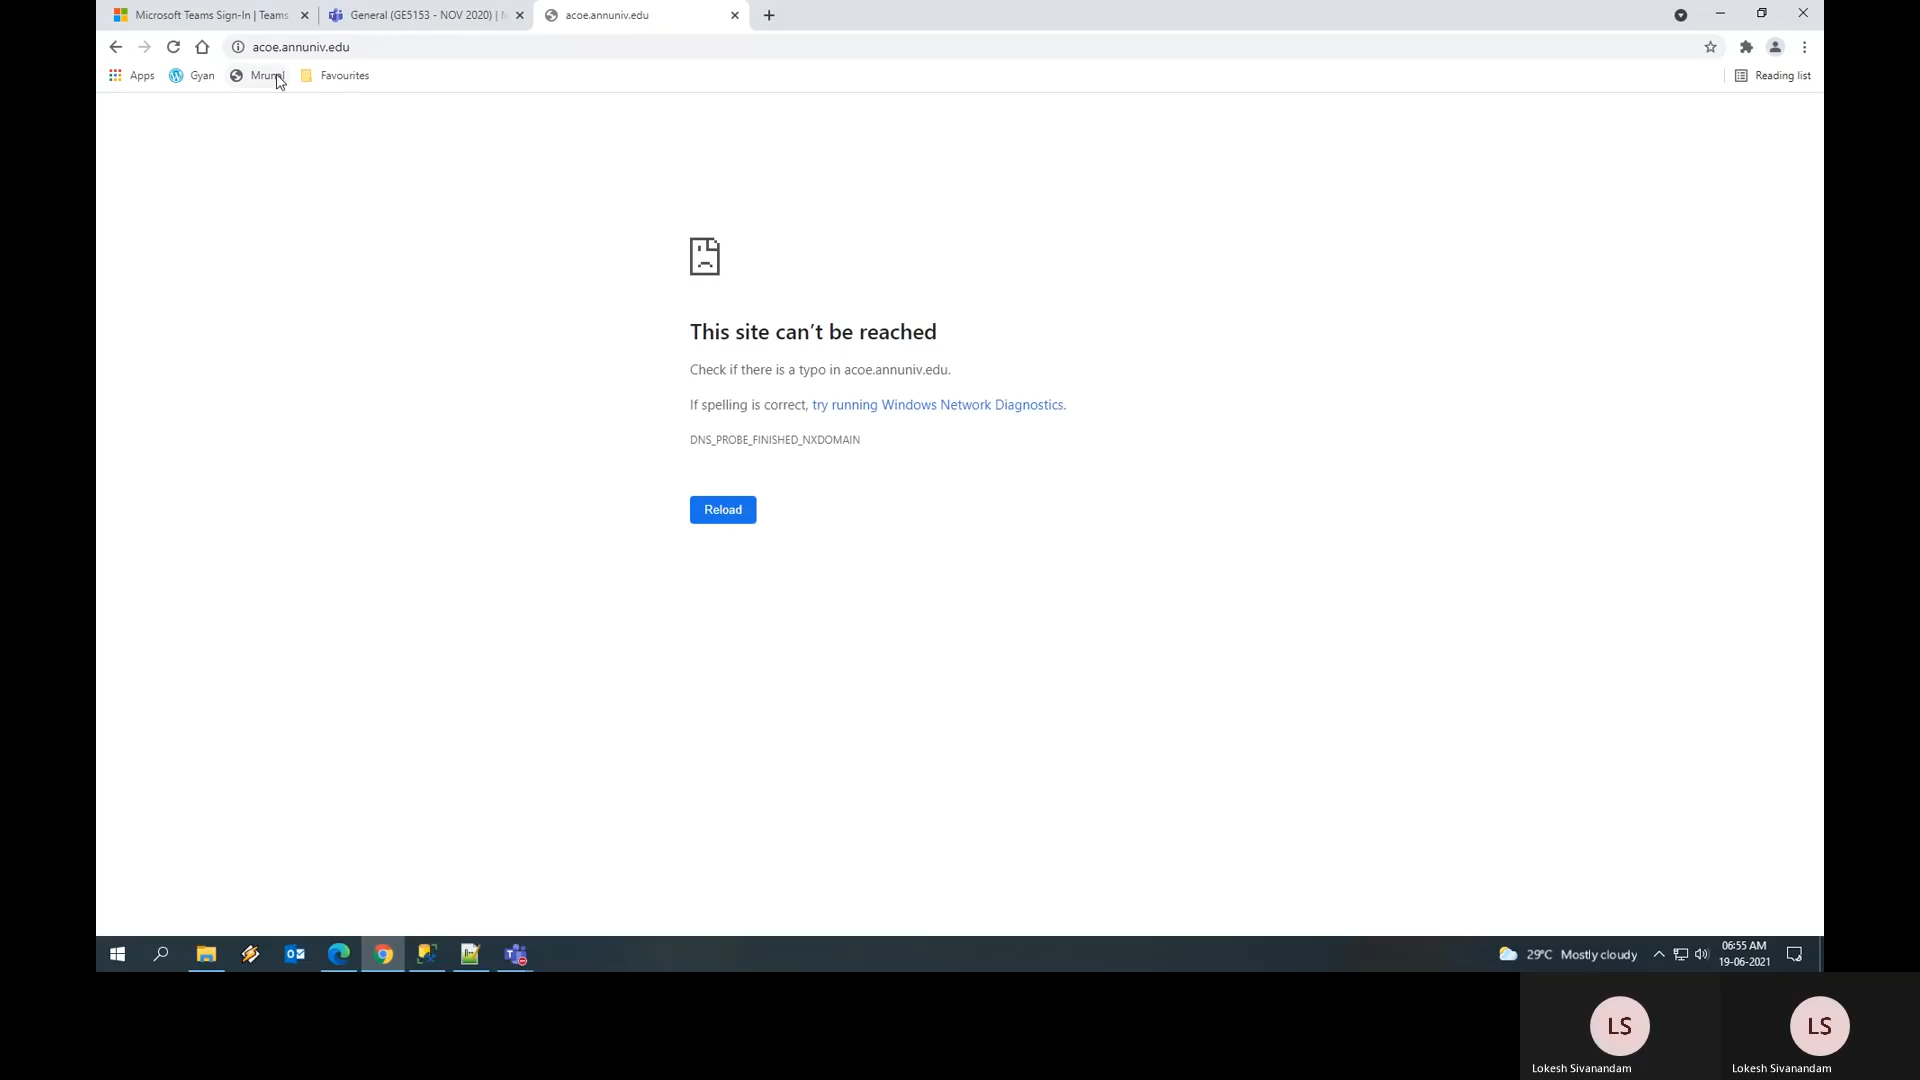 Microsoft Teams Sign-In | Teams
General (GE5153 - NOV 2020) |
acoe.annuniv.edu
acoe.annuniv.edu
Apps
Gyan
Favourites
Reading list
This site can't be reached
Check if there is a typo in acoe.annuniv.edu.
If spelling is correct, try running Windows Network Diagnostics.
DNS_PROBE_FINISHED_NXDOMAIN
Reload
29°C Mostly cloudy
06:55 AM
19-06-2021
LS
LS
Lokesh Sivanandam
Lokesh Sivanandam